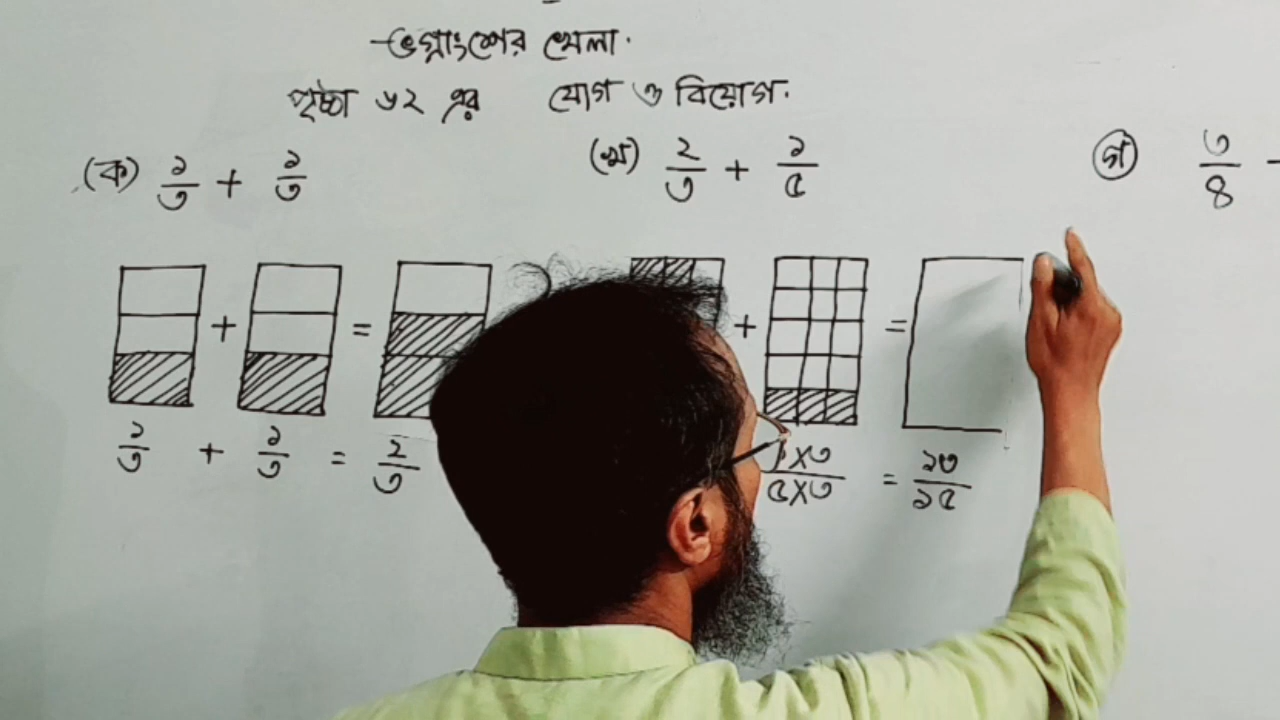 ভগ্নাংশের খেলা.
পৃষ্ঠা ৬২ এর যোগ ও বিয়োগ.
(ক) ১/৩ + ১/৩ (খ) ২/৩ + ১/৫ (গ) ৩/৪ -
+ = + =
১/৩ + ১/৩ = ২/৩ ১×৩/৫×৩ = ১৩/১৫